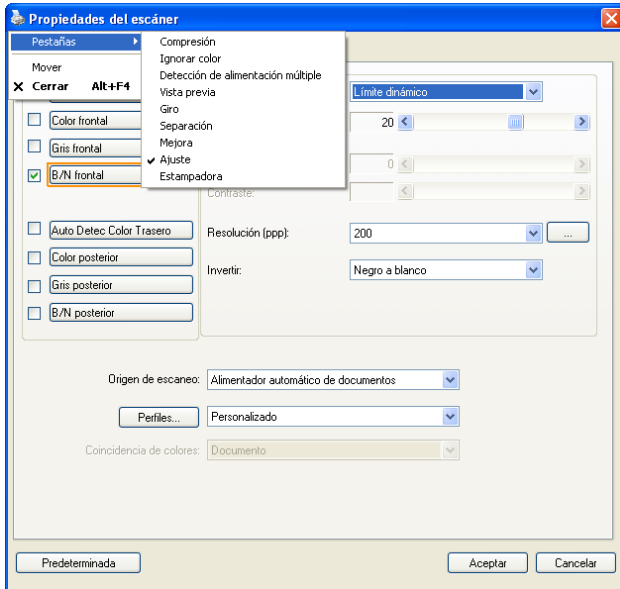 Propiedades del escáner
Pestañas
Mover
Cerrar Alt+F4
Compresión
Ignorar color
Detección de alimentación múltiple
Vista previa
Giro
Separación
Mejora
Ajuste
Estampadora
Límite dinámico
Color frontal
20
Gris frontal
0
B/N frontal
Contraste:
Auto Detec Color Trasero
Resolución (ppp):
200
...
Color posterior
Invertir:
Negro a blanco
Gris posterior
B/N posterior
Origen de escaneo:
Alimentador automático de documentos
Perfiles...
Personalizado
Coincidencia de colores:
Documento
Predeterminada
Aceptar
Cancelar